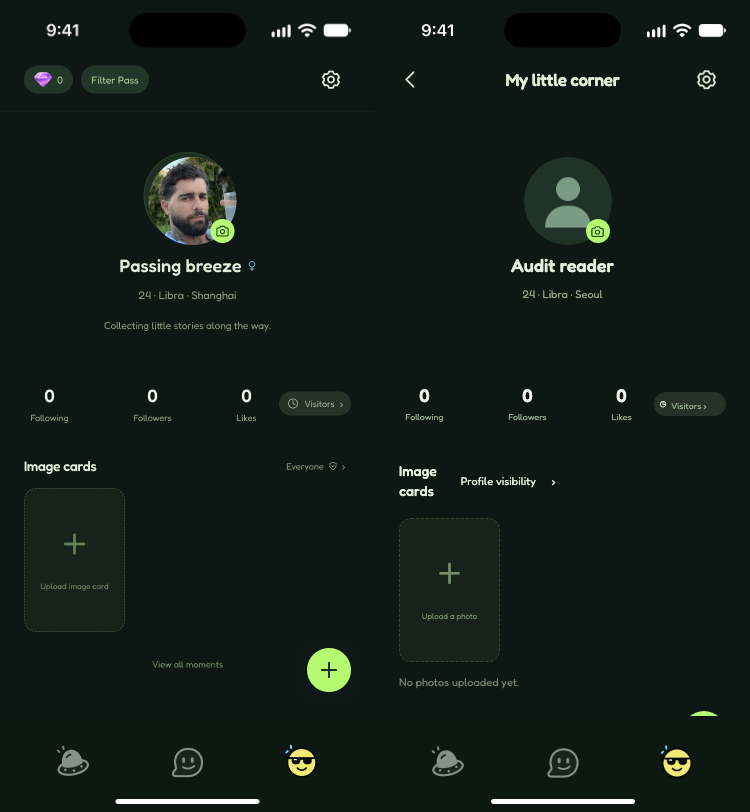 9:41
0
Filter Pass
Passing breeze
24 · Libra · Shanghai
Collecting little stories along the way.
0
0
0
Following
Followers
Likes
Visitors ›
Image cards
Everyone ›
Upload image card
View all moments
9:41
My little corner
Audit reader
24 · Libra · Seoul
0
0
0
Following
Followers
Likes
Visitors ›
Image
cards
Profile visibility ›
Upload a photo
No photos uploaded yet.